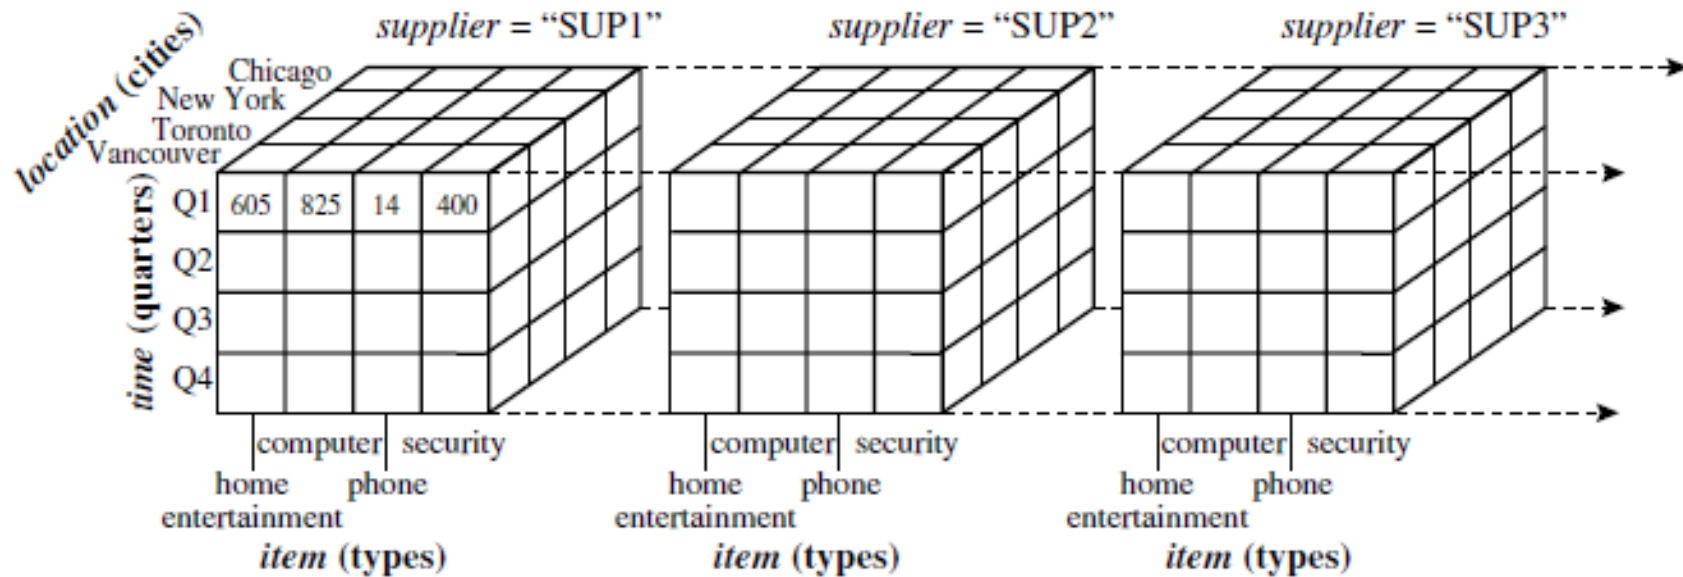 supplier = “SUP1”
supplier = “SUP2”
supplier = “SUP3”
location (cities)
Chicago
New York
Toronto
Vancouver
time (quarters)
Q1 605 825 14 400
Q2
Q3
Q4
computer security
home phone
entertainment
item (types)
computer security
home phone
entertainment
item (types)
computer security
home phone
entertainment
item (types)